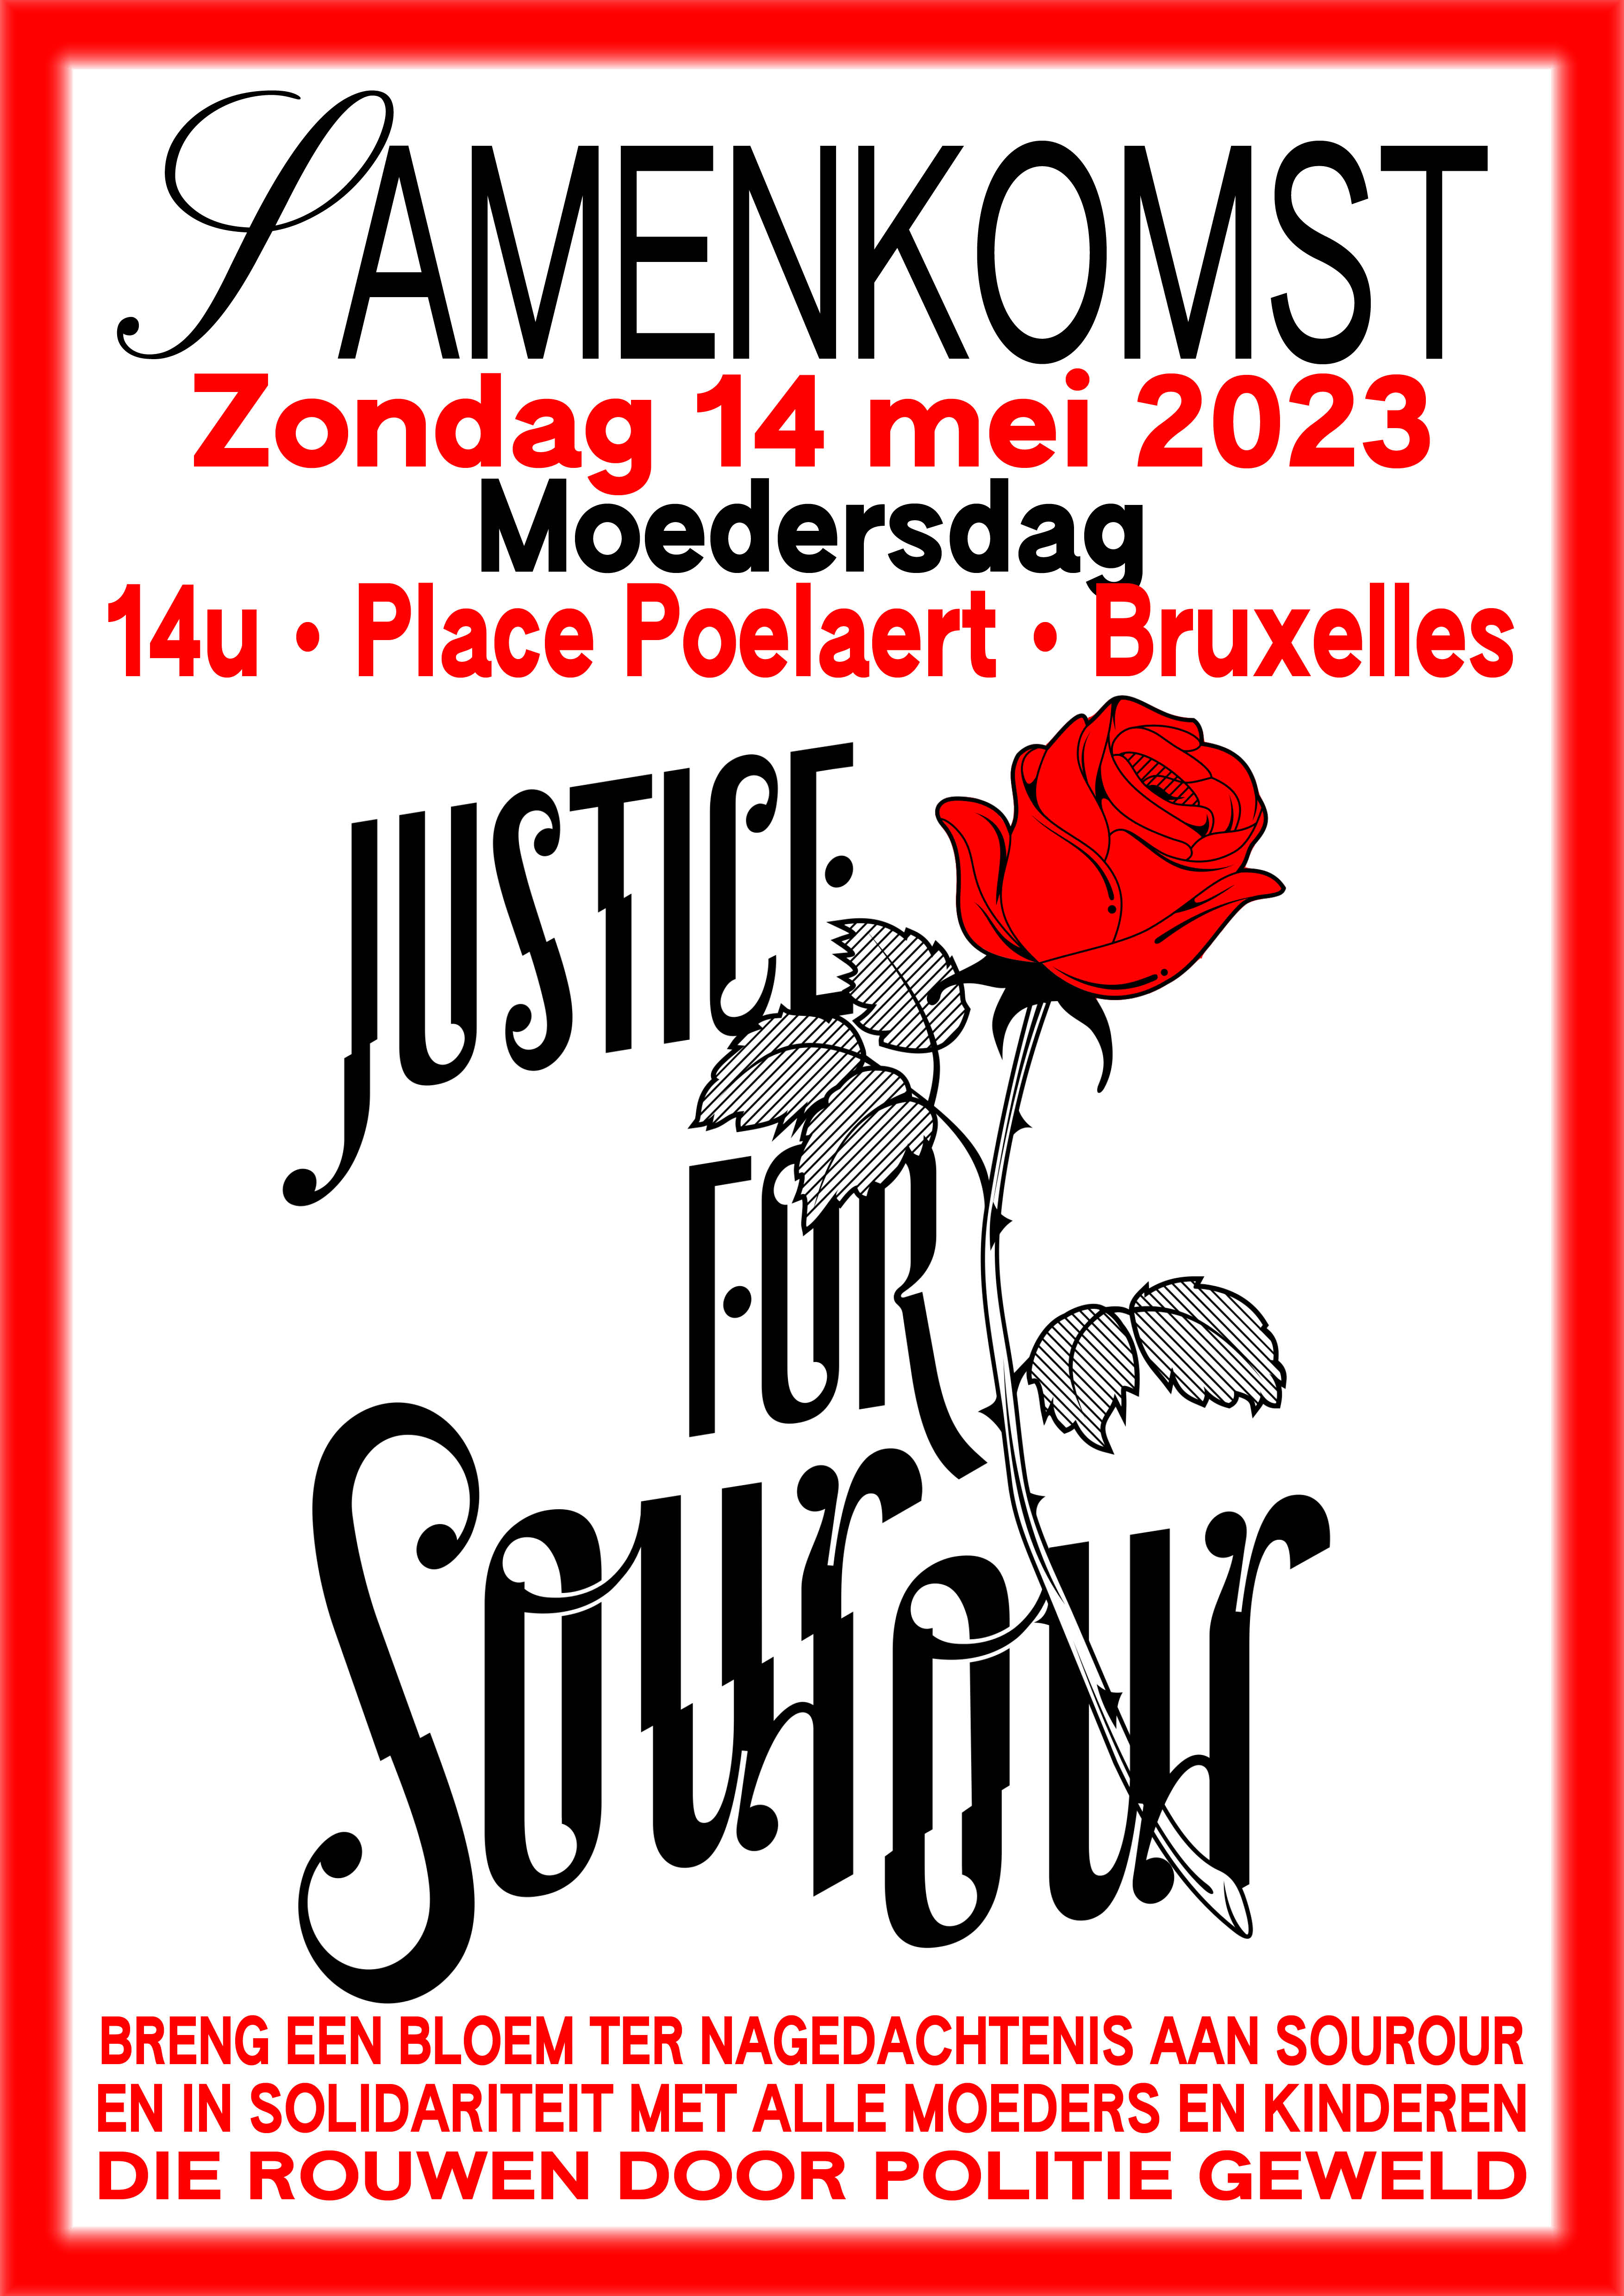 SAMENKOMST
Zondag 14 mei 2023
Moedersdag
14u • Place Poelaert • Bruxelles
JUSTICE
FOR
Sourour
BRENG EEN BLOEM TER NAGEDACHTENIS AAN SOUROUR
EN IN SOLIDARITEIT MET ALLE MOEDERS EN KINDEREN
DIE ROUWEN DOOR POLITIE GEWELD